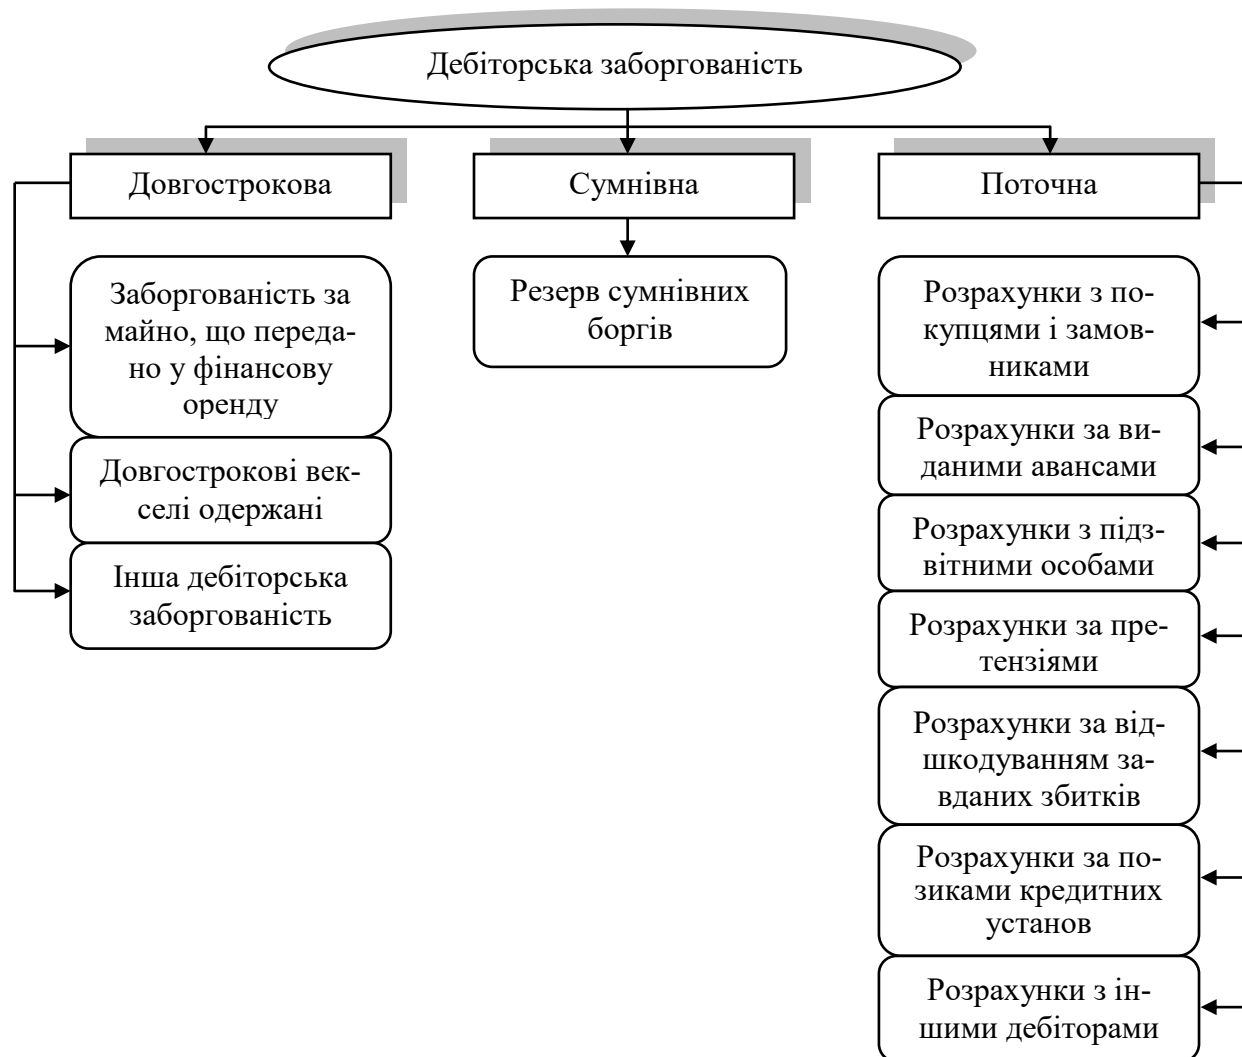 Дебіторська заборгованість
Довгострокова
Сумнівна
Поточна
Заборгованість за
майно, що переда-
но у фінансову
оренду
Довгострокові век-
селі одержані
Інша дебіторська
заборгованість
Резерв сумнівних
боргів
Розрахунки з по-
купцями і замов-
никами
Розрахунки за ви-
даними авансами
Розрахунки з підз-
вітними особами
Розрахунки за пре-
тензіями
Розрахунки за від-
шкодуванням за-
вданих збитків
Розрахунки за по-
зиками кредитних
установ
Розрахунки з ін-
шими дебіторами